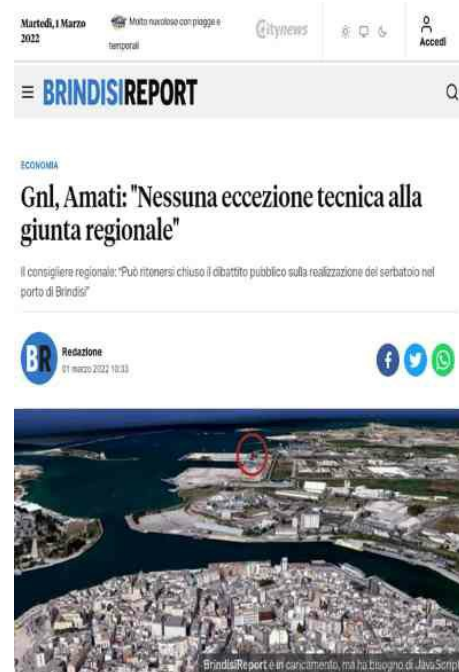 Martedì, 1 Marzo
2022
Molto nuvoloso con piogge e
temporali
Citynews
Accedi
BRINDISIREPORT
ECONOMIA
Gnl, Amati: "Nessuna eccezione tecnica alla
giunta regionale"
Il consigliere regionale: "Può ritenersi chiuso il dibattito pubblico sulla realizzazione del serbatoio nel
porto di Brindisi"
BR
Redazione
01 marzo 2022 10:33
BrindisiReport è in caricamento, ma ha bisogno di JavaScrip